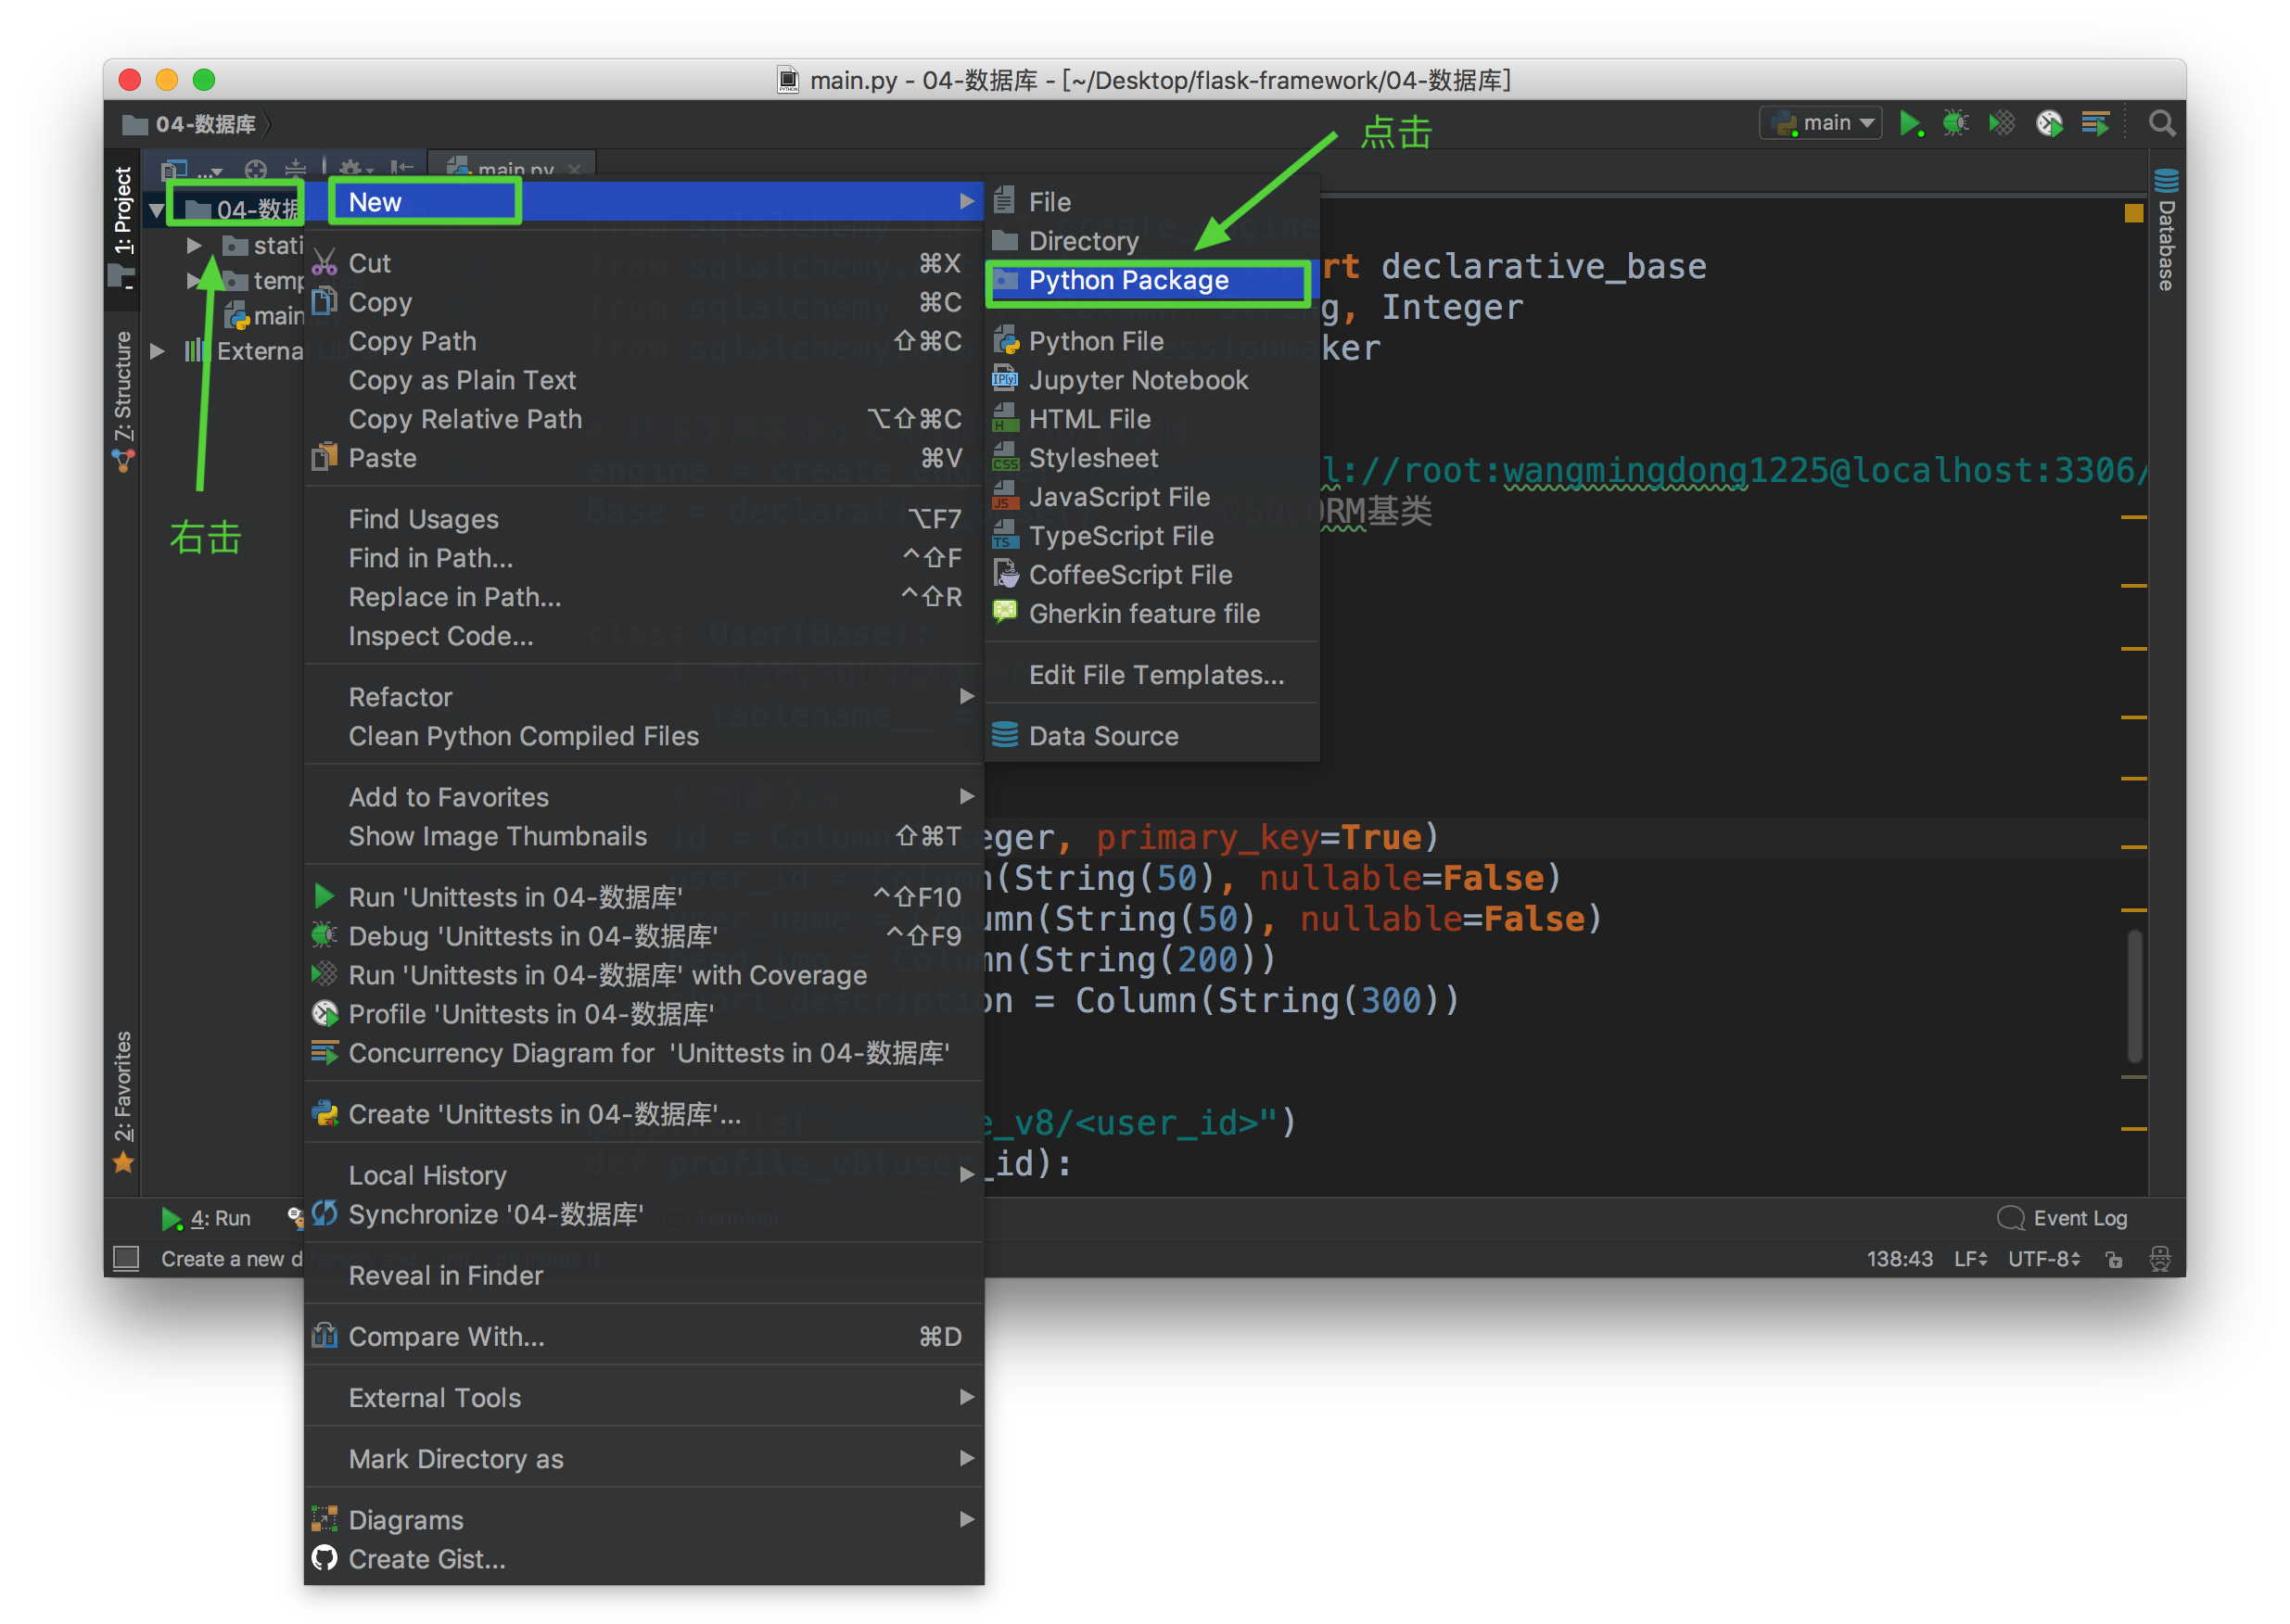 main.py - 04-数据库 - [~/Desktop/flask-framework/04-数据库]
04-数据库
main
点击
1: Project
...
main.py
04-数据
New
stati
temp
main
Externa
右击
7: Structure
2: Favorites
Cut ⌘X
Copy ⌘C
Copy Path ⇧⌘C
Copy as Plain Text
Copy Relative Path ⌥⇧⌘C
Paste ⌘V
Find Usages ⌥F7
Find in Path... ^⇧F
Replace in Path... ^⇧R
Inspect Code...
Refactor
Clean Python Compiled Files
Add to Favorites
Show Image Thumbnails ⇧⌘T
Run 'Unittests in 04-数据库' ^⇧F10
Debug 'Unittests in 04-数据库' ^⇧F9
Run 'Unittests in 04-数据库' with Coverage
Profile 'Unittests in 04-数据库'
Concurrency Diagram for 'Unittests in 04-数据库'
Create 'Unittests in 04-数据库'...
Local History
Synchronize '04-数据库'
Reveal in Finder
Compare With... ⌘D
External Tools
Mark Directory as
Diagrams
Create Gist...
File
Directory
Python Package
Python File
Jupyter Notebook
HTML File
Stylesheet
JavaScript File
TypeScript File
CoffeeScript File
Gherkin feature file
Edit File Templates...
Data Source
rt declarative_base
g, Integer
ker
l://root:wangmingdong1225@localhost:3306/
ORM基类
eger, primary_key=True)
n(String(50), nullable=False)
umn(String(50), nullable=False)
mn(String(200))
on = Column(String(300))
e_v8/<user_id>")
_id):
Database
4: Run
Event Log
Create a new d
138:43 LF UTF-8